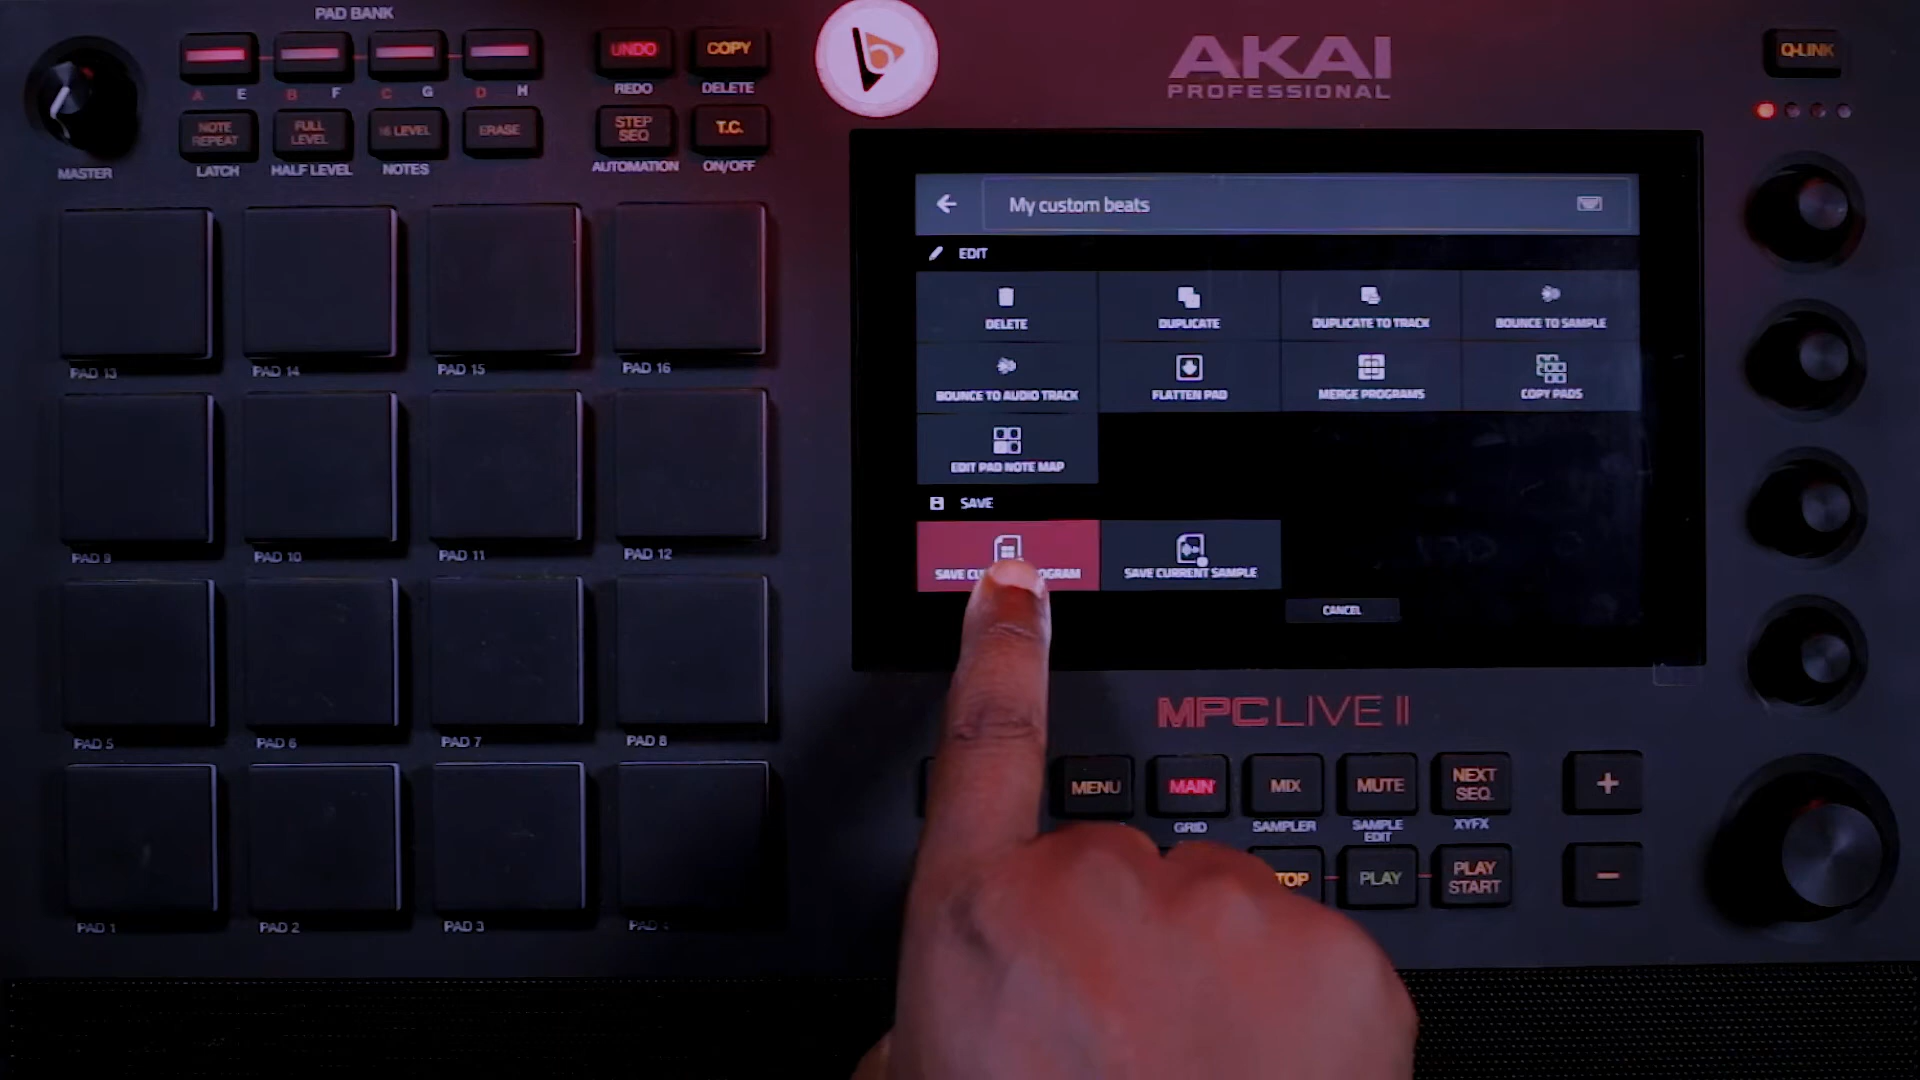 PAD BANK
A E B F C G D H
UNDO COPY
REDO DELETE
NOTE REPEAT
FULL LEVEL
16 LEVEL
ERASE
STEP SEQ
T.C.
LATCH HALF LEVEL NOTES
AUTOMATION ON/OFF
MASTER
AKAI
PROFESSIONAL
Q-LINK
My custom beats
EDIT
DELETE DUPLICATE DUPLICATE TO TRACK BOUNCE TO SAMPLE
BOUNCE TO AUDIO TRACK FLATTEN PAD MERGE PROGRAMS COPY PADS
EDIT PAD NOTE MAP
SAVE
SAVE SAVE CURRENT SAMPLE
CANCEL
PAD 13 PAD 14 PAD 15 PAD 16
PAD 9 PAD 10 PAD 11 PAD 12
PAD 5 PAD 6 PAD 7 PAD 8
PAD 1 PAD 2 PAD 3 PAD 4
MPC LIVE II
MENU MAIN MIX MUTE NEXT SEQ. +
GRID SAMPLER SAMPLE EDIT XYFX
PLAY PLAY START −